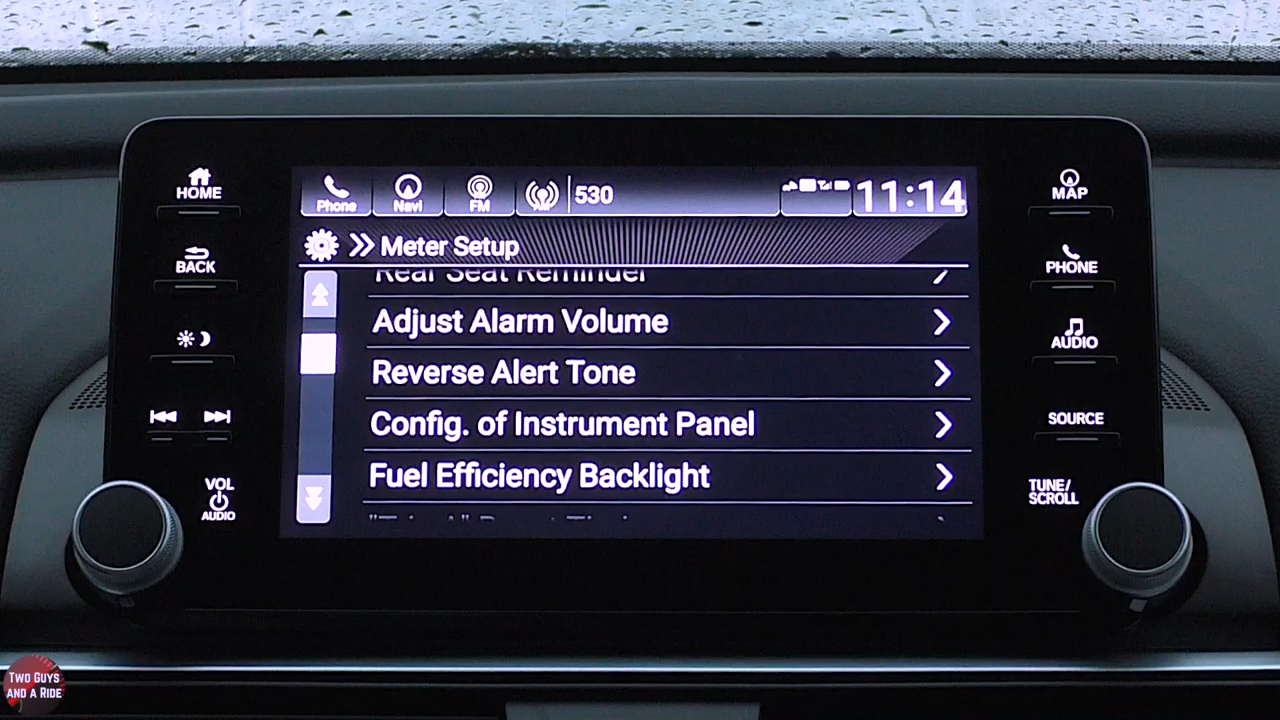 HOME
BACK
VOL
AUDIO
Phone
Navi
FM
AM
530
11:14
Meter Setup
Rear Seat Reminder
Adjust Alarm Volume
Reverse Alert Tone
Config. of Instrument Panel
Fuel Efficiency Backlight
MAP
PHONE
AUDIO
SOURCE
TUNE/
SCROLL
TWO GUYS
AND A RIDE